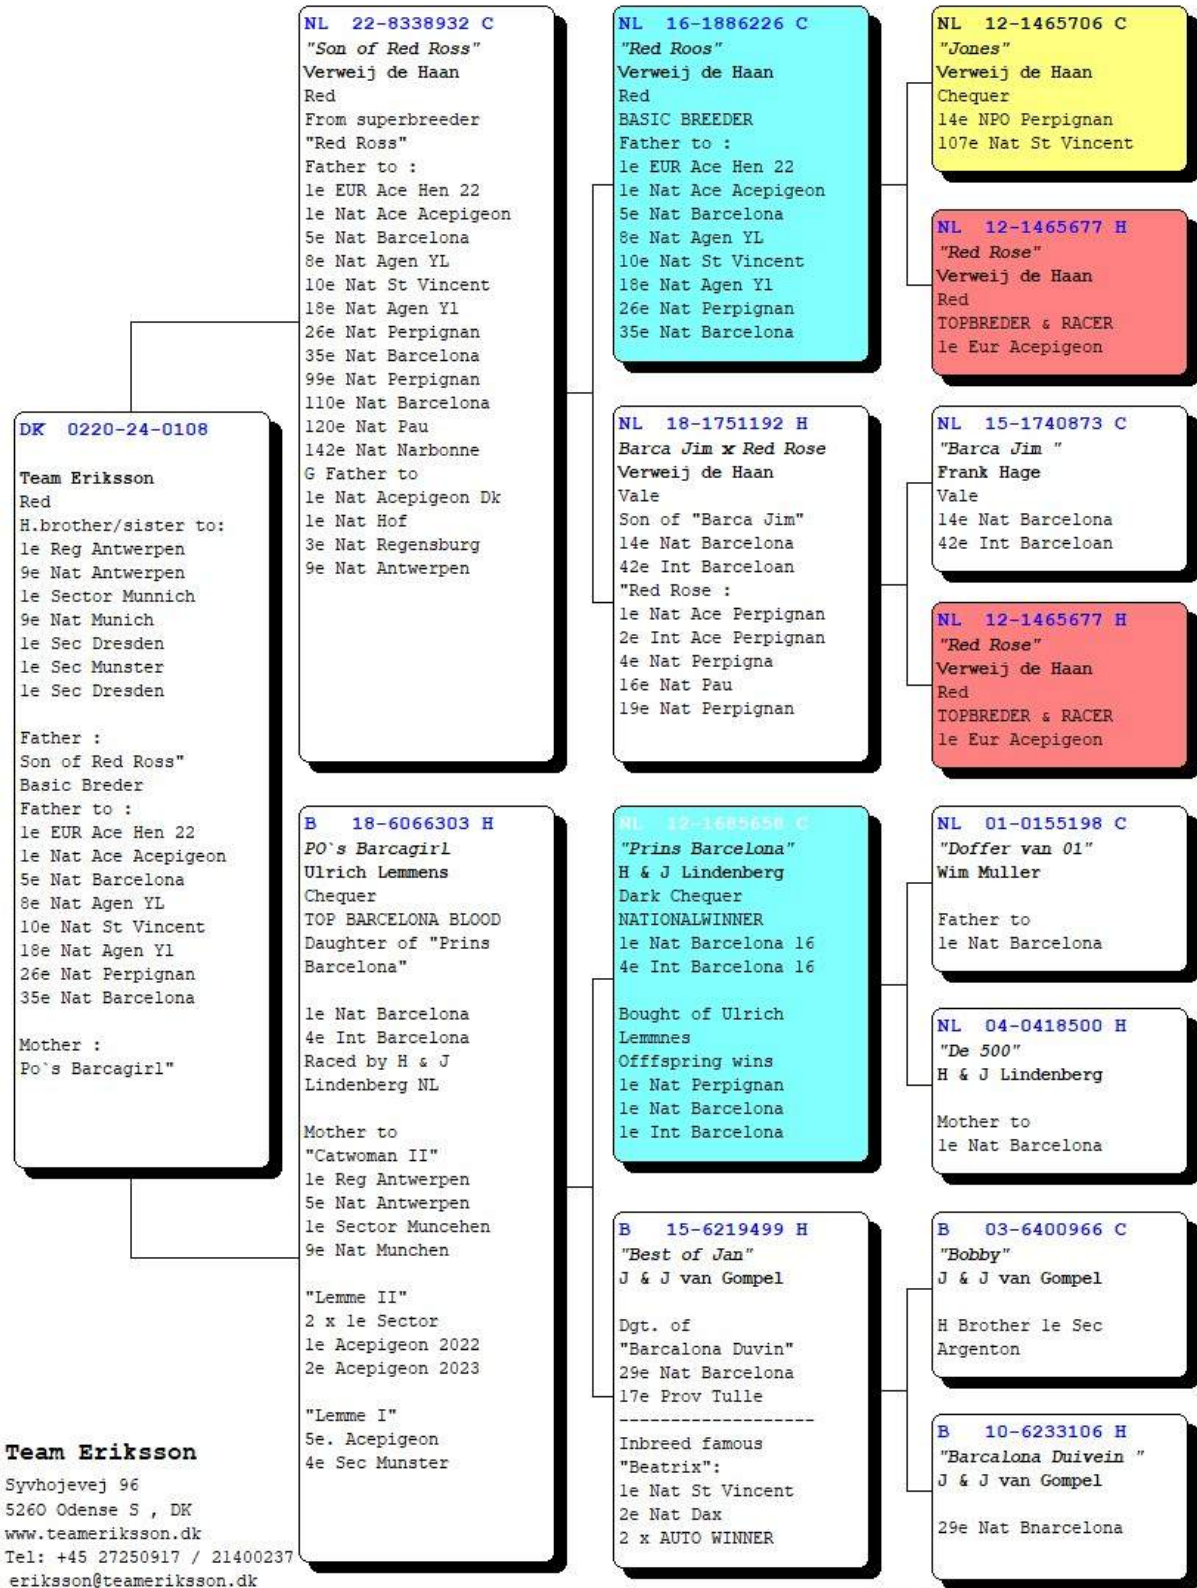 DK 0220-24-0108
Team Eriksson
Red
H.brother/sister to:
1e Reg Antwerpen
9e Nat Antwerpen
1e Sector Munnich
9e Nat Munich
1e Sec Dresden
1e Sec Munster
1e Sec Dresden
Father :
Son of Red Ross"
Basic Breder
Father to :
1e EUR Ace Hen 22
1e Nat Ace Acepigeon
5e Nat Barcelona
8e Nat Agen YL
10e Nat St Vincent
18e Nat Agen Yl
26e Nat Perpignan
35e Nat Barcelona
Mother :
Po`s Barcagirl"
NL 22-8338932 C
"Son of Red Ross"
Verweij de Haan
Red
From superbreeder
"Red Ross"
Father to :
1e EUR Ace Hen 22
1e Nat Ace Acepigeon
5e Nat Barcelona
8e Nat Agen YL
10e Nat St Vincent
18e Nat Agen Yl
26e Nat Perpignan
35e Nat Barcelona
99e Nat Perpignan
110e Nat Barcelona
120e Nat Pau
142e Nat Narbonne
G Father to
1e Nat Acepigeon Dk
1e Nat Hof
3e Nat Regensburg
9e Nat Antwerpen
B 18-6066303 H
PO`s Barcagirl
Ulrich Lemmens
Chequer
TOP BARCELONA BLOOD
Daughter of "Prins
Barcelona"
1e Nat Barcelona
4e Int Barcelona
Raced by H & J
Lindenberg NL
Mother to
"Catwoman II"
1e Reg Antwerpen
5e Nat Antwerpen
1e Sector Muncehen
9e Nat Munchen
"Lemme II"
2 x 1e Sector
1e Acepigeon 2022
2e Acepigeon 2023
"Lemme I"
5e. Acepigeon
4e Sec Munster
NL 16-1886226 C
"Red Roos"
Verweij de Haan
Red
BASIC BREEDER
Father to :
1e EUR Ace Hen 22
1e Nat Ace Acepigeon
5e Nat Barcelona
8e Nat Agen YL
10e Nat St Vincent
18e Nat Agen Yl
26e Nat Perpignan
35e Nat Barcelona
NL 18-1751192 H
Barca Jim x Red Rose
Verweij de Haan
Vale
Son of "Barca Jim"
14e Nat Barcelona
42e Int Barceloan
"Red Rose :
1e Nat Ace Perpignan
2e Int Ace Perpignan
4e Nat Perpigna
16e Nat Pau
19e Nat Perpignan
NL 12-1685658 C
"Prins Barcelona"
H & J Lindenberg
Dark Chequer
NATIONALWINNER
1e Nat Barcelona 16
4e Int Barcelona 16
Bought of Ulrich
Lemmnes
Offfspring wins
1e Nat Perpignan
1e Nat Barcelona
1e Int Barcelona
B 15-6219499 H
"Best of Jan"
J & J van Gompel
Dgt. of
"Barcalona Duvin"
29e Nat Barcelona
17e Prov Tulle
-------------------
Inbreed famous
"Beatrix":
1e Nat St Vincent
2e Nat Dax
2 x AUTO WINNER
NL 12-1465706 C
"Jones"
Verweij de Haan
Chequer
14e NPO Perpignan
107e Nat St Vincent
NL 12-1465677 H
"Red Rose"
Verweij de Haan
Red
TOPBREDER & RACER
1e Eur Acepigeon
NL 15-1740873 C
"Barca Jim "
Frank Hage
Vale
14e Nat Barcelona
42e Int Barceloan
NL 12-1465677 H
"Red Rose"
Verweij de Haan
Red
TOPBREDER & RACER
1e Eur Acepigeon
NL 01-0155198 C
"Doffer van 01"
Wim Muller
Father to
1e Nat Barcelona
NL 04-0418500 H
"De 500"
H & J Lindenberg
Mother to
1e Nat Barcelona
B 03-6400966 C
"Bobby"
J & J van Gompel
H Brother 1e Sec
Argenton
B 10-6233106 H
"Barcalona Duivein "
J & J van Gompel
29e Nat Bnarcelona
Team Eriksson
Syvhojevej 96
5260 Odense S , DK
www.teameriksson.dk
Tel: +45 27250917 / 21400237
eriksson@teameriksson.dk